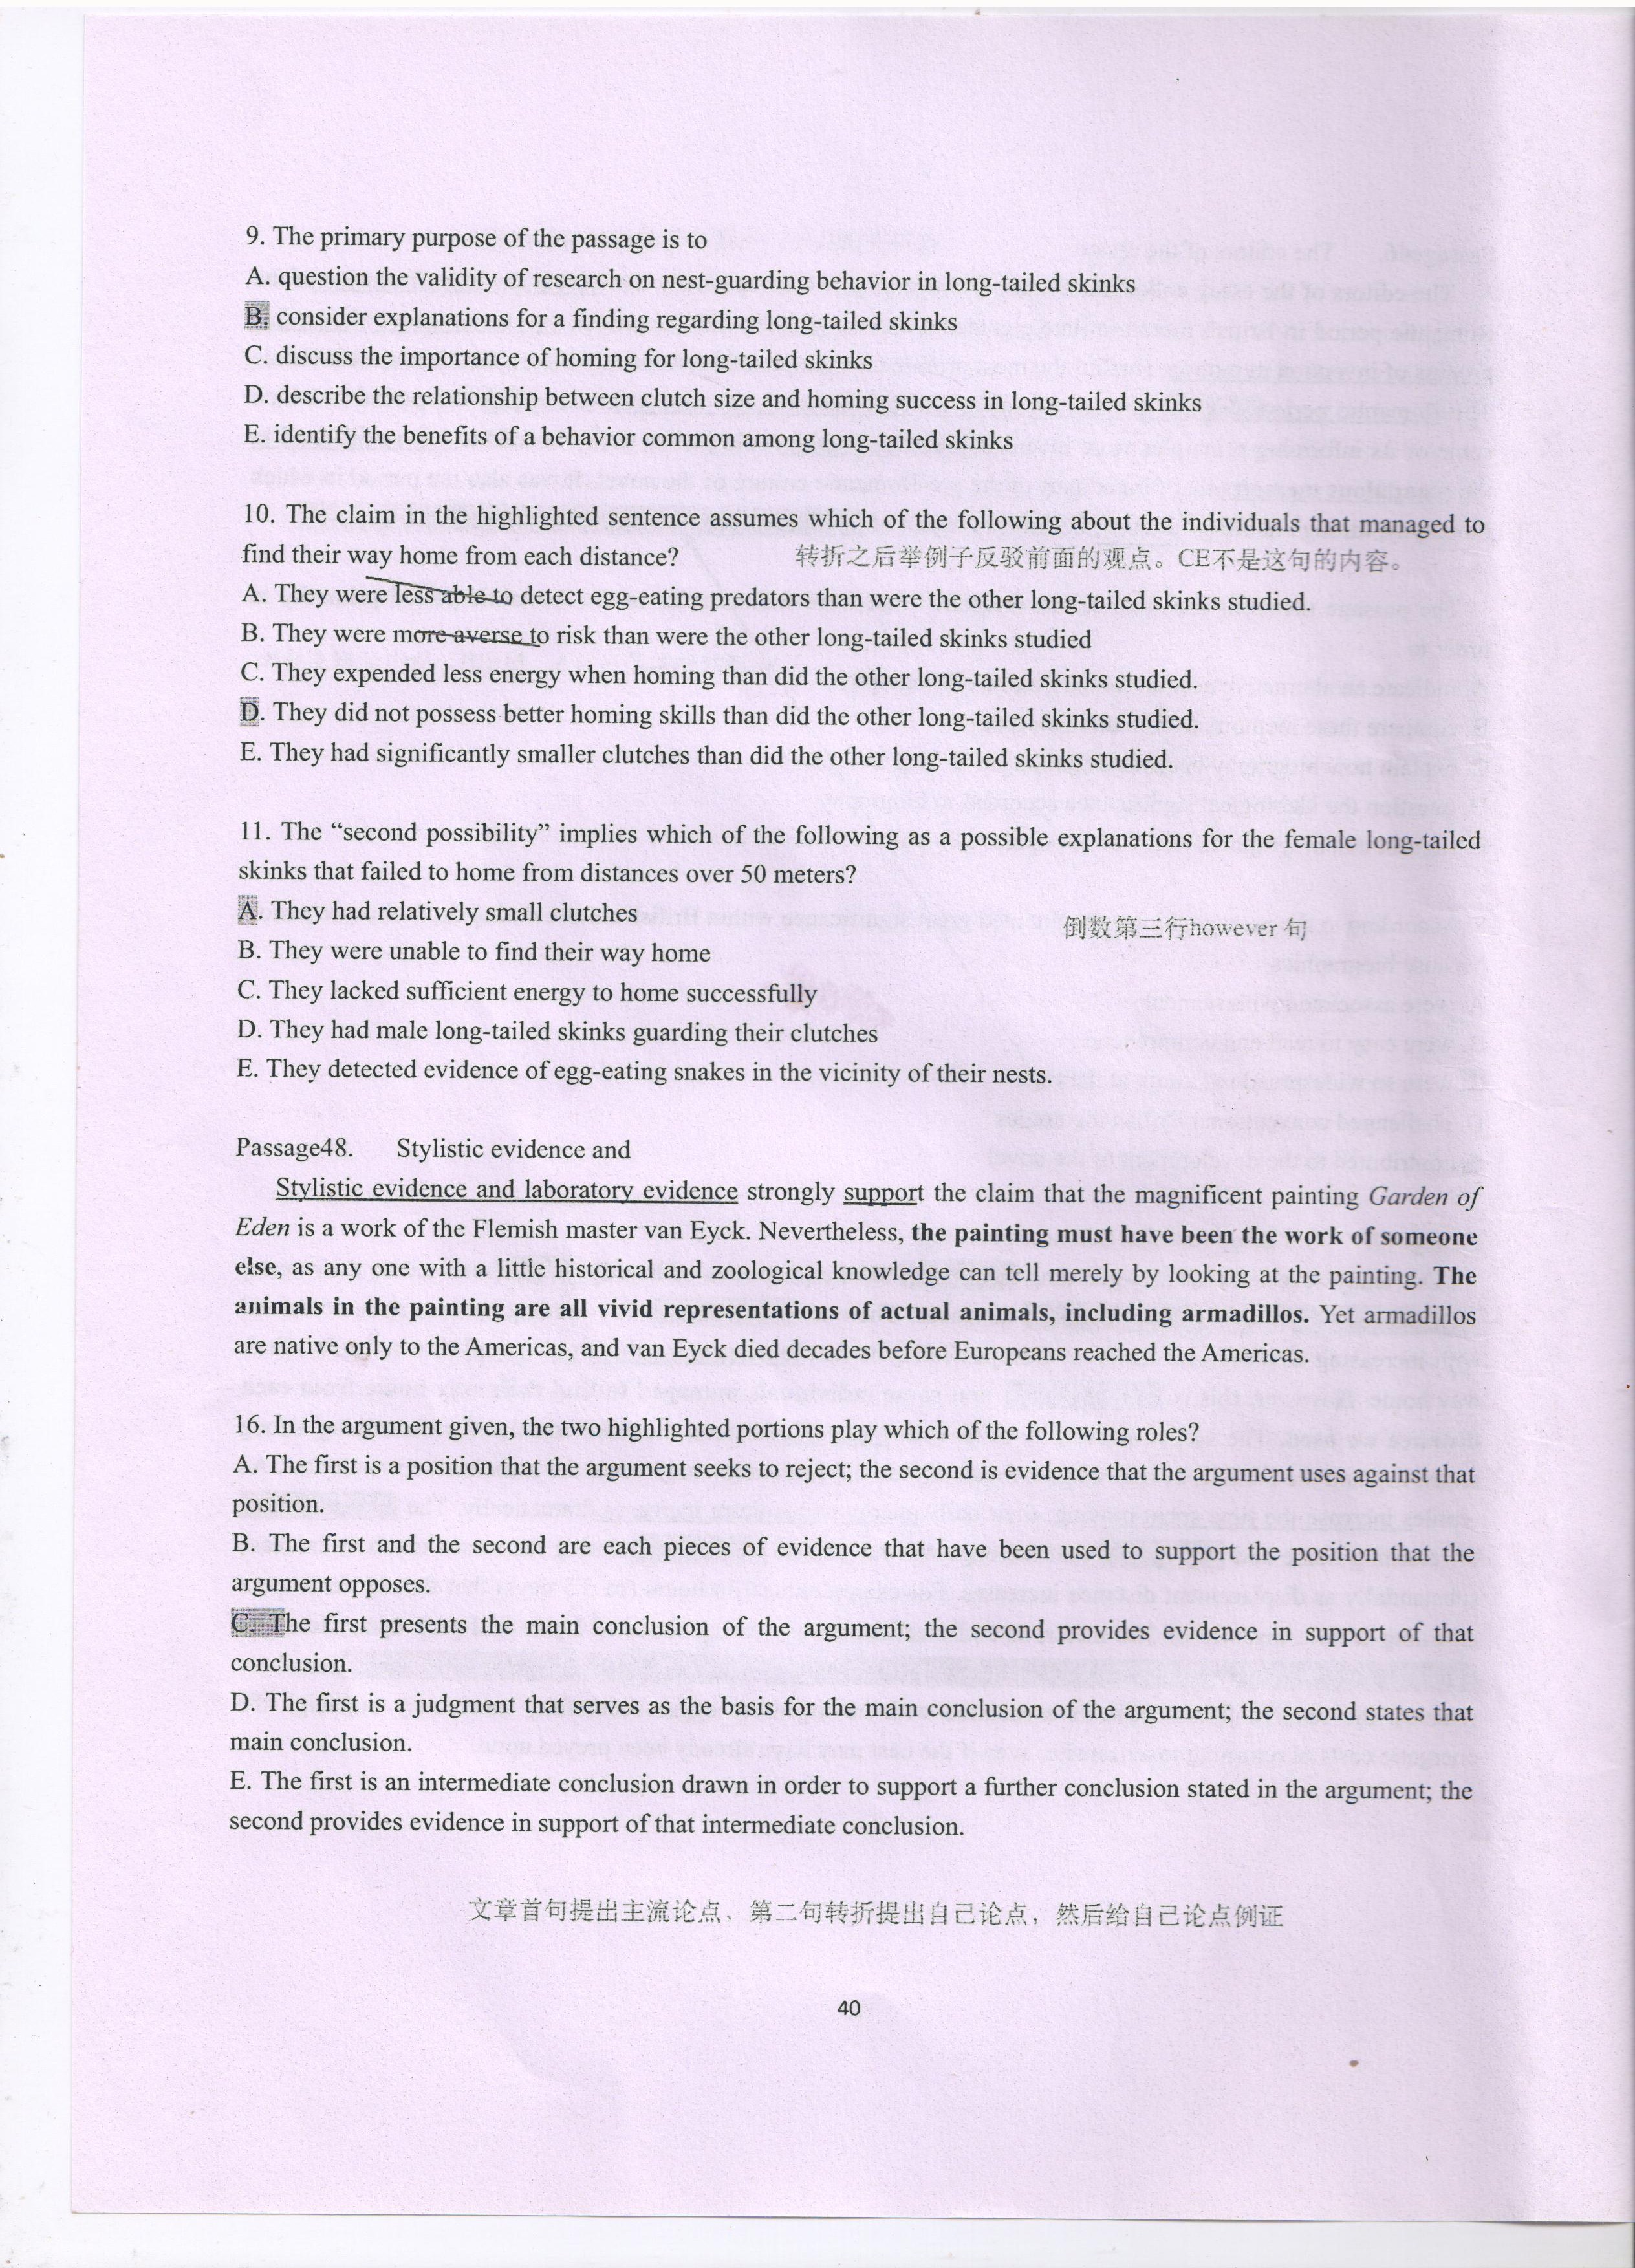 9. The primary purpose of the passage is to
A. question the validity of research on nest-guarding behavior in long-tailed skinks
B. consider explanations for a finding regarding long-tailed skinks
C. discuss the importance of homing for long-tailed skinks
D. describe the relationship between clutch size and homing success in long-tailed skinks
E. identify the benefits of a behavior common among long-tailed skinks
10. The claim in the highlighted sentence assumes which of the following about the individuals that managed to
find their way home from each distance? 转折之后举例子反驳前面的观点。CE不是这句的内容。
A. They were less able to detect egg-eating predators than were the other long-tailed skinks studied.
B. They were more averse to risk than were the other long-tailed skinks studied
C. They expended less energy when homing than did the other long-tailed skinks studied.
D. They did not possess better homing skills than did the other long-tailed skinks studied.
E. They had significantly smaller clutches than did the other long-tailed skinks studied.
11. The “second possibility” implies which of the following as a possible explanations for the female long-tailed
skinks that failed to home from distances over 50 meters?
A. They had relatively small clutches
倒数第三行however 句
B. They were unable to find their way home
C. They lacked sufficient energy to home successfully
D. They had male long-tailed skinks guarding their clutches
E. They detected evidence of egg-eating snakes in the vicinity of their nests.
Passage48. Stylistic evidence and
Stylistic evidence and laboratory evidence strongly support the claim that the magnificent painting Garden of
Eden is a work of the Flemish master van Eyck. Nevertheless, the painting must have been the work of someone
else, as any one with a little historical and zoological knowledge can tell merely by looking at the painting. The
animals in the painting are all vivid representations of actual animals, including armadillos. Yet armadillos
are native only to the Americas, and van Eyck died decades before Europeans reached the Americas.
16. In the argument given, the two highlighted portions play which of the following roles?
A. The first is a position that the argument seeks to reject; the second is evidence that the argument uses against that
position.
B. The first and the second are each pieces of evidence that have been used to support the position that the
argument opposes.
C. The first presents the main conclusion of the argument; the second provides evidence in support of that
conclusion.
D. The first is a judgment that serves as the basis for the main conclusion of the argument; the second states that
main conclusion.
E. The first is an intermediate conclusion drawn in order to support a further conclusion stated in the argument; the
second provides evidence in support of that intermediate conclusion.
文章首句提出主流论点，第二句转折提出自己论点，然后给自己论点例证
40